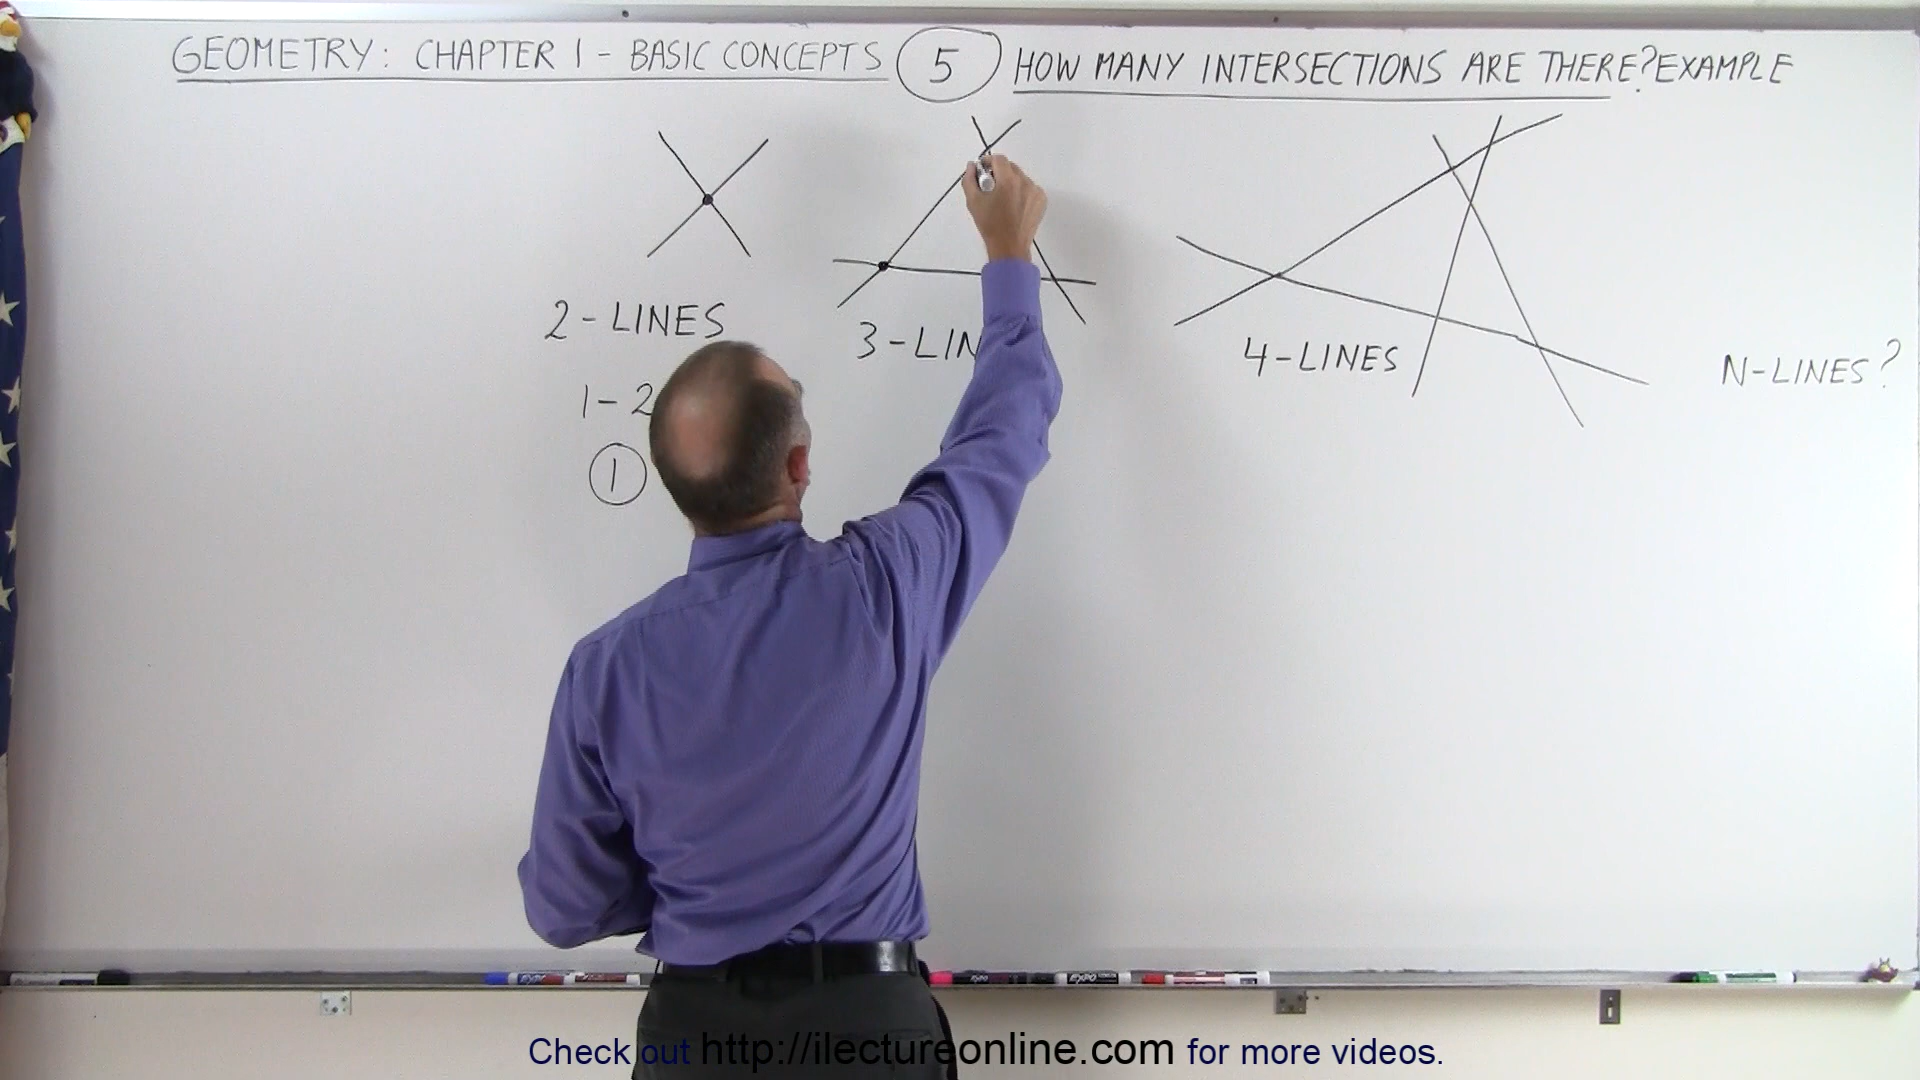 GEOMETRY: CHAPTER 1 - BASIC CONCEPTS 5 HOW MANY INTERSECTIONS ARE THERE? EXAMPLE
2-LINES
3-LIN
4-LINES
N-LINES?
1-2
1
EXPO
Check out http://ilectureonline.com for more videos.